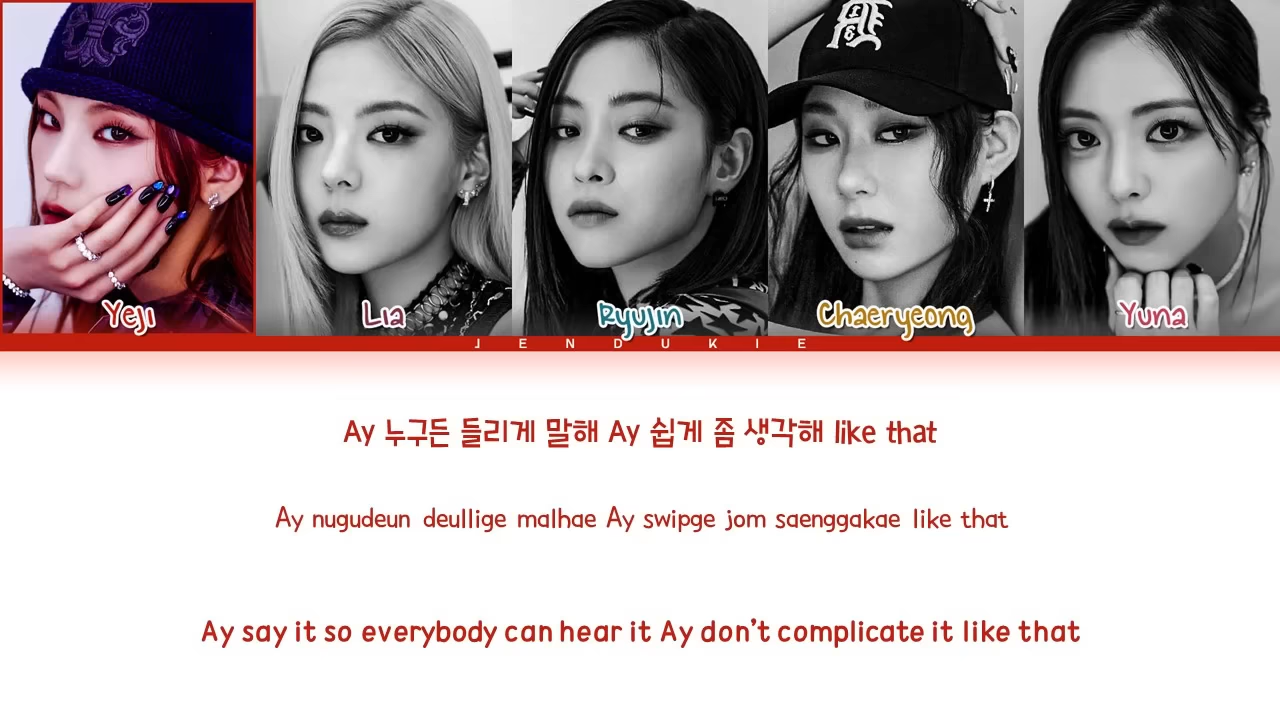 Yeji
Lia
Ryujin
Chaeryeong
Yuna
JENDUKIE
Ay 누구든 들리게 말해 Ay 쉽게 좀 생각해 like that
Ay nugudeun deullige malhae Ay swipge jom saenggakae like that
Ay say it so everybody can hear it Ay don't complicate it like that